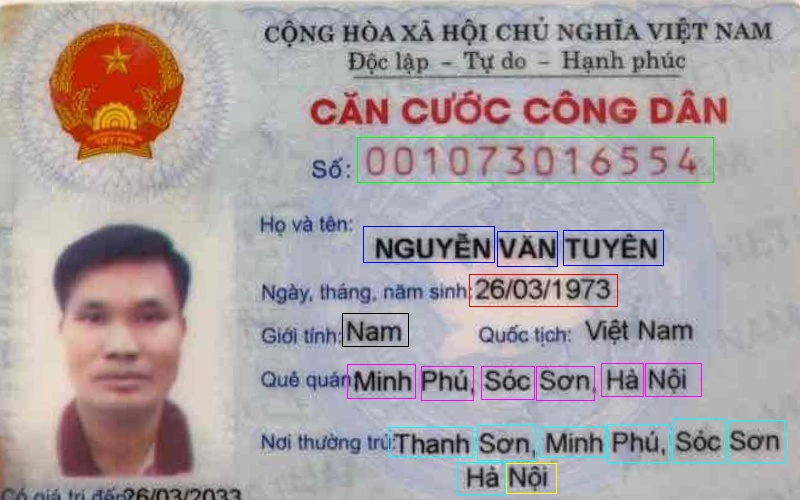 CỘNG HÒA XÃ HỘI CHỦ NGHĨA VIỆT NAM
Độc lập - Tự do - Hạnh phúc
CĂN CƯỚC CÔNG DÂN
Số: 001073016554
Họ và tên: NGUYỄN VĂN TUYÊN
Ngày, tháng, năm sinh: 26/03/1973
Giới tính: Nam Quốc tịch: Việt Nam
Quê quán: Minh Phú, Sóc Sơn, Hà Nội
Nơi thường trú: Thanh Sơn, Minh Phú, Sóc Sơn
Hà Nội
Có giá trị đến 26/03/2033